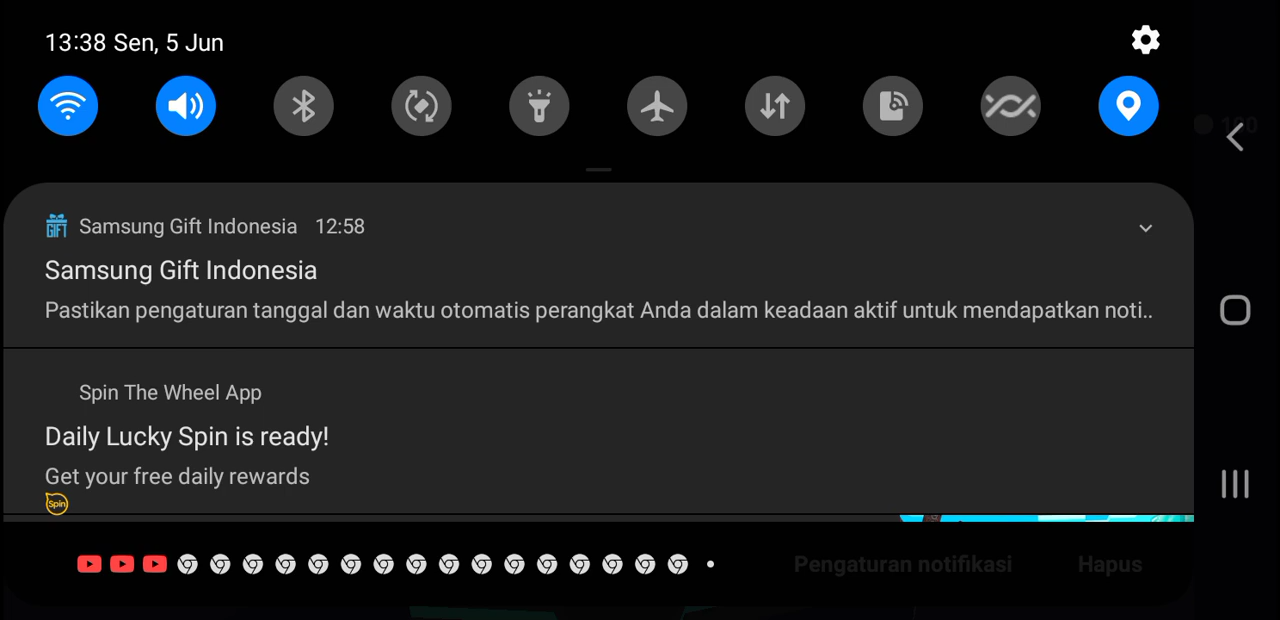 13:38 Sen, 5 Jun
GIFT Samsung Gift Indonesia 12:58
Samsung Gift Indonesia
Pastikan pengaturan tanggal dan waktu otomatis perangkat Anda dalam keadaan aktif untuk mendapatkan noti..
Spin The Wheel App
Daily Lucky Spin is ready!
Get your free daily rewards
Spin
Pengaturan notifikasi Hapus